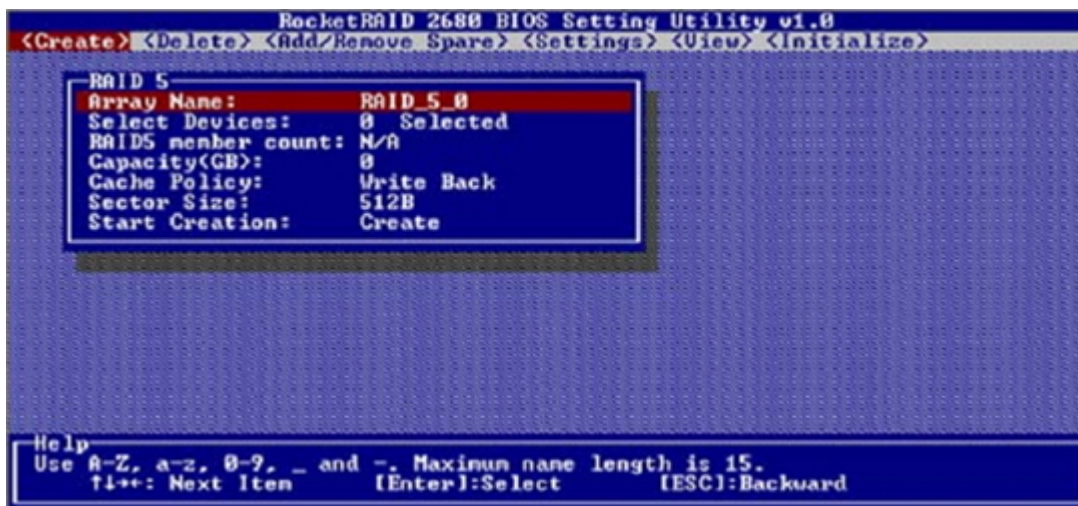 RocketRAID 2680 BIOS Setting Utility v1.0
<Create> <Delete> <Add/Remove Spare> <Settings> <View> <Initialize>
RAID 5
Array Name: RAID_5_0
Select Devices: 0 Selected
RAID5 member count: N/A
Capacity(GB): 0
Cache Policy: Write Back
Sector Size: 512B
Start Creation: Create
Help
Use A-Z, a-z, 0-9, _ and -. Maximum name length is 15.
↑↓→←: Next Item [Enter]:Select [ESC]:Backward